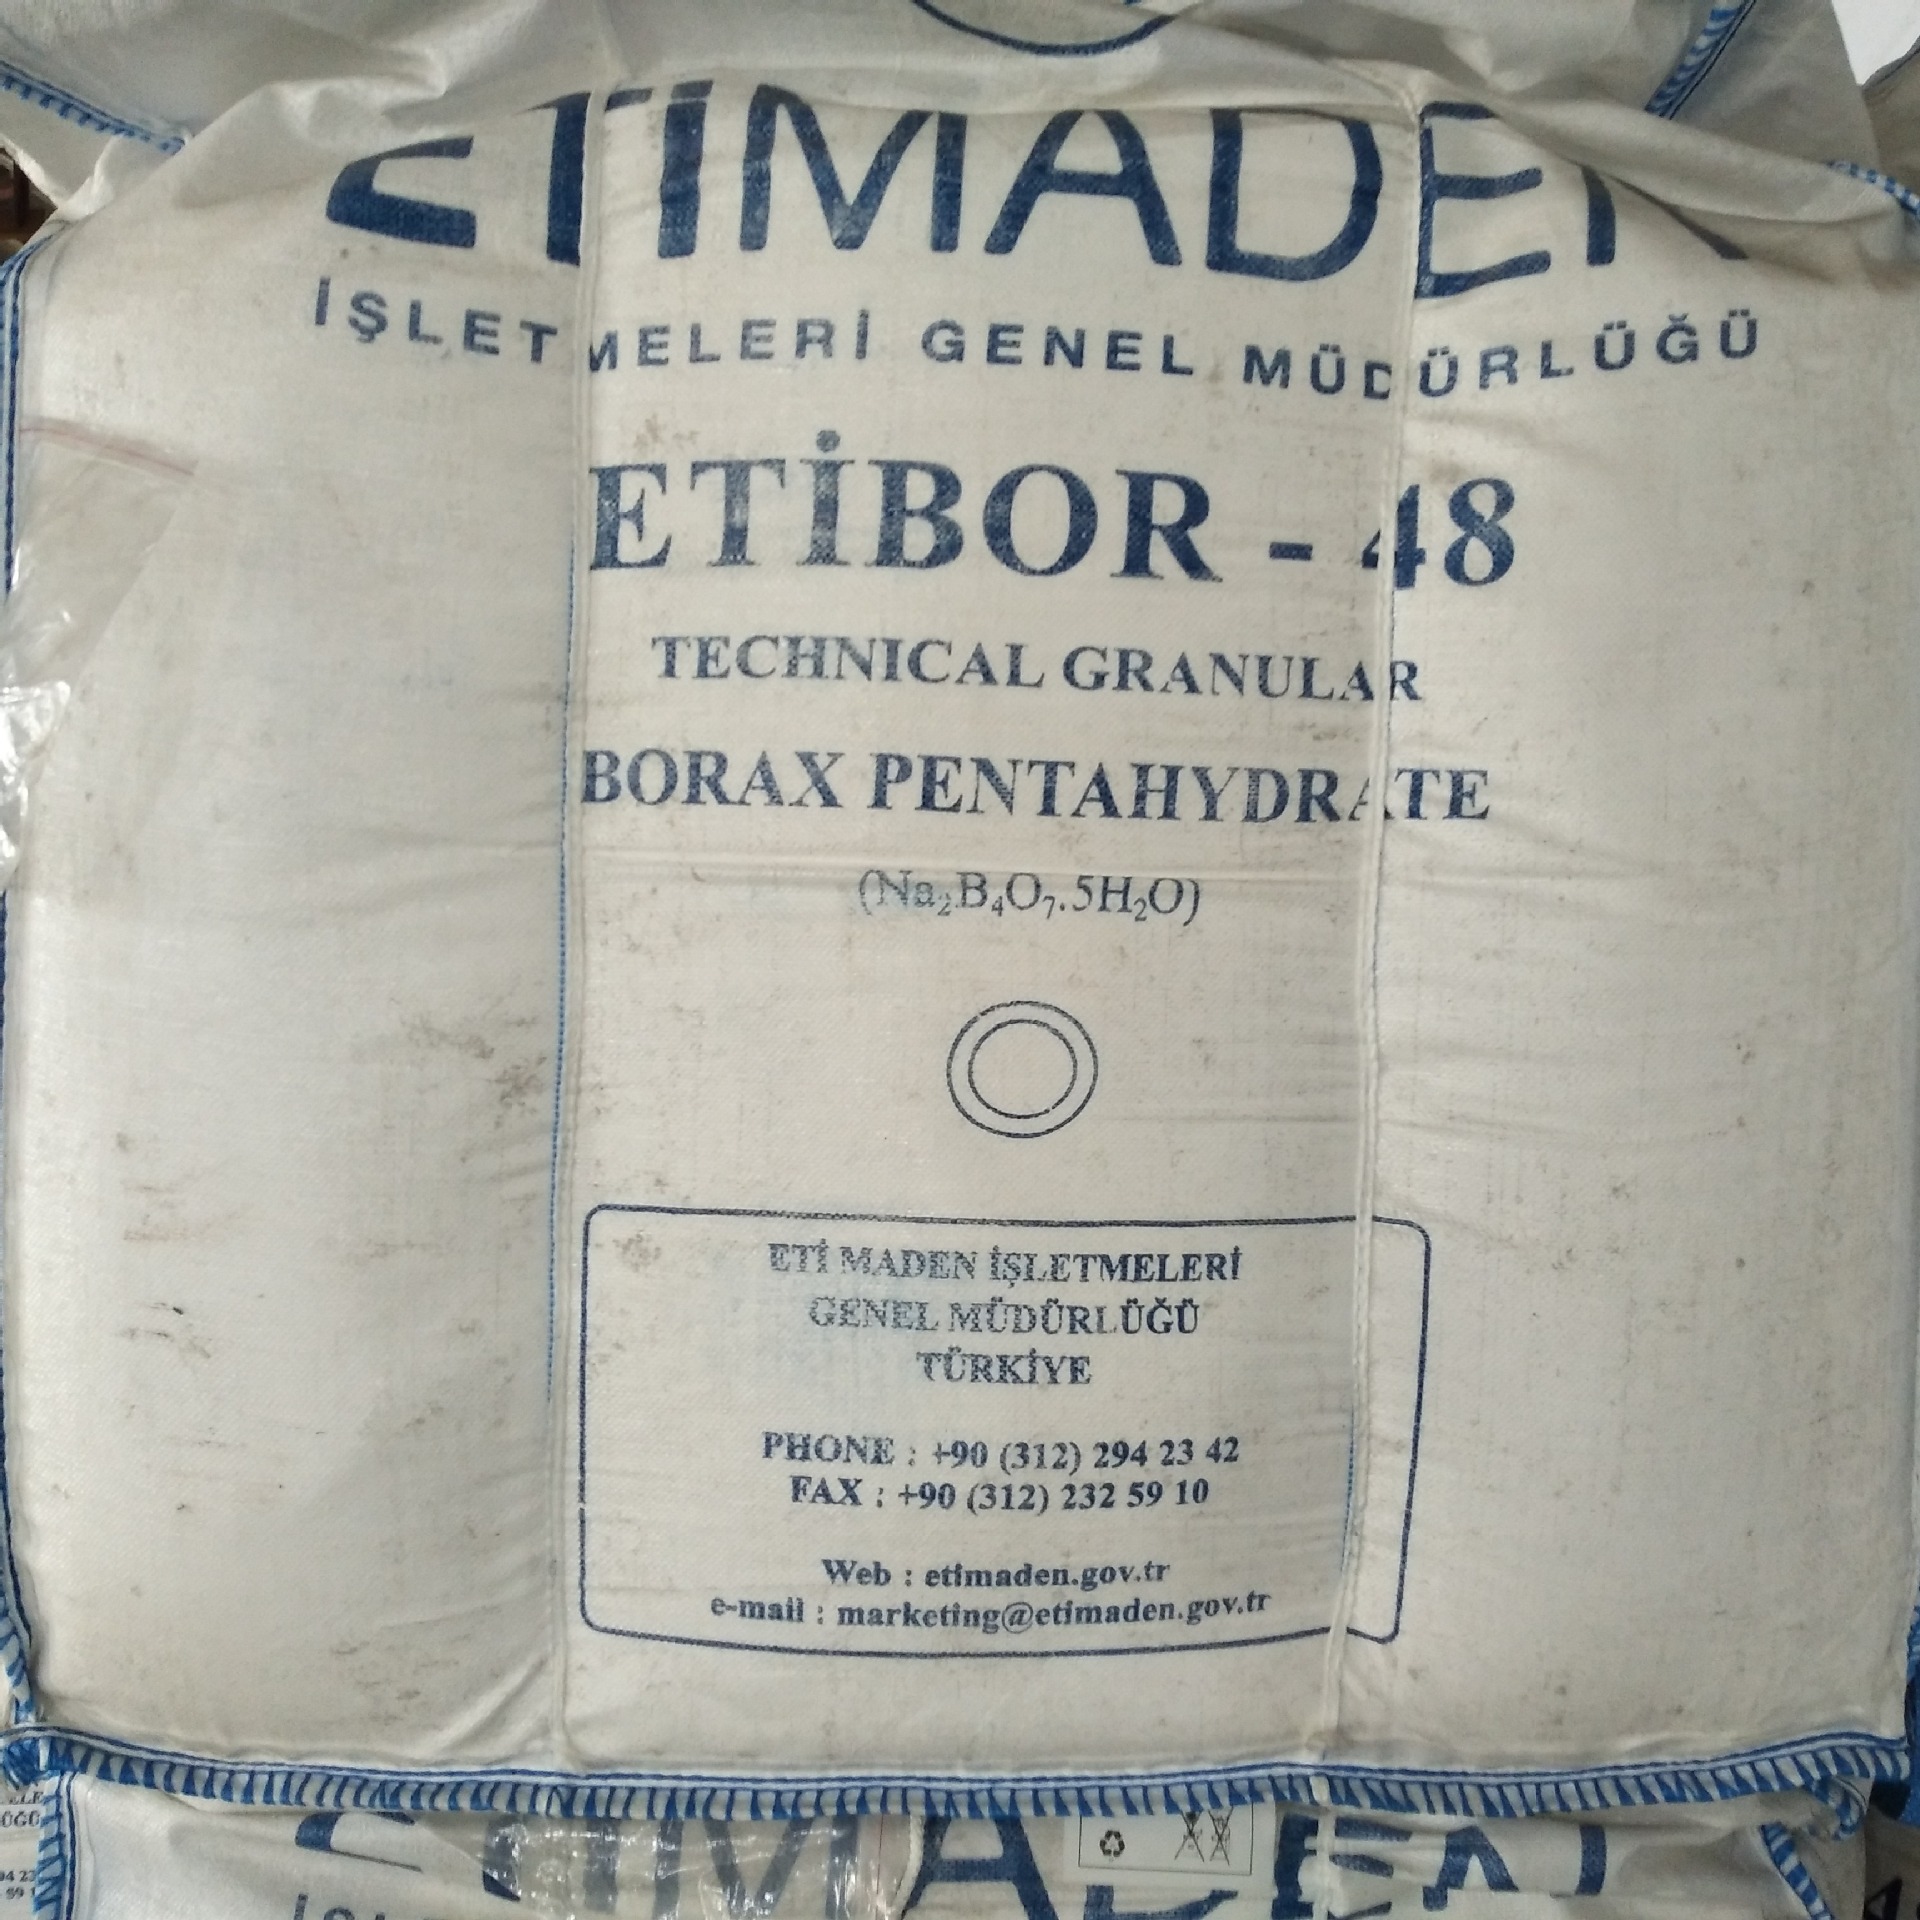 ETİMADEN
İŞLETMELERİ GENEL MÜDÜRLÜĞÜ
ETİBOR - 48
TECHNICAL GRANULAR
BORAX PENTAHYDRATE
(Na₂B₄O₇.5H₂O)
ETİ MADEN İŞLETMELERİ
GENEL MÜDÜRLÜĞÜ
TÜRKİYE
PHONE : +90 (312) 294 23 42
FAX : +90 (312) 232 59 10
Web : etimaden.gov.tr
e-mail : marketing@etimaden.gov.tr
ETİMADEN